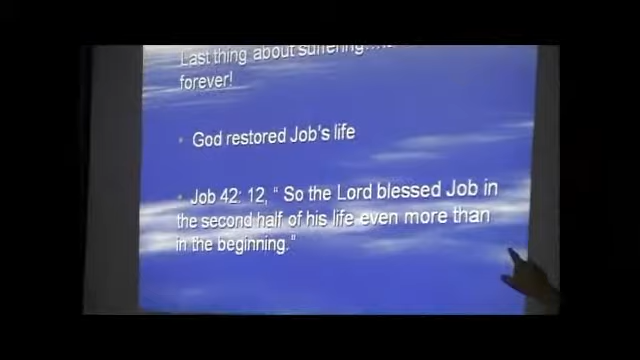 Last thing about suffering...
forever!
• God restored Job's life
• Job 42: 12, “ So the Lord blessed Job in
the second half of his life even more than
in the beginning.”